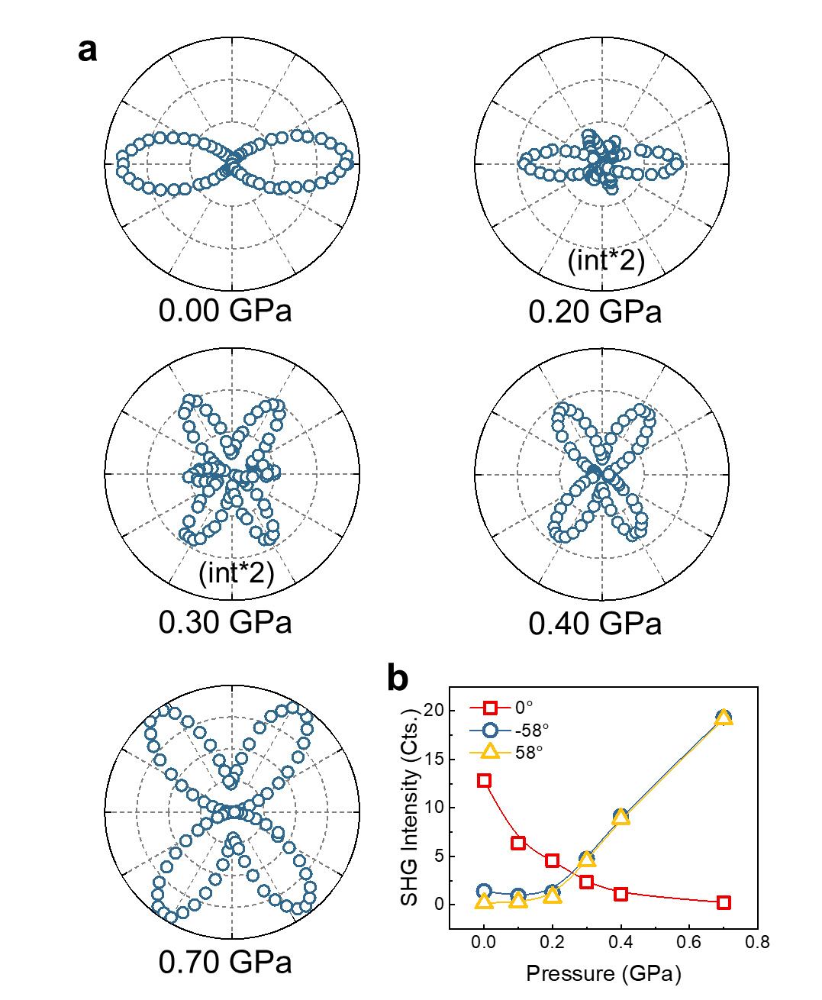 a
(int*2)
0.00 GPa
0.20 GPa
(int*2)
0.30 GPa
0.40 GPa
0.70 GPa
b
SHG Intensity (Cts.)
20
15
10
5
0
0°
-58°
58°
0.0 0.2 0.4 0.6 0.8
Pressure (GPa)